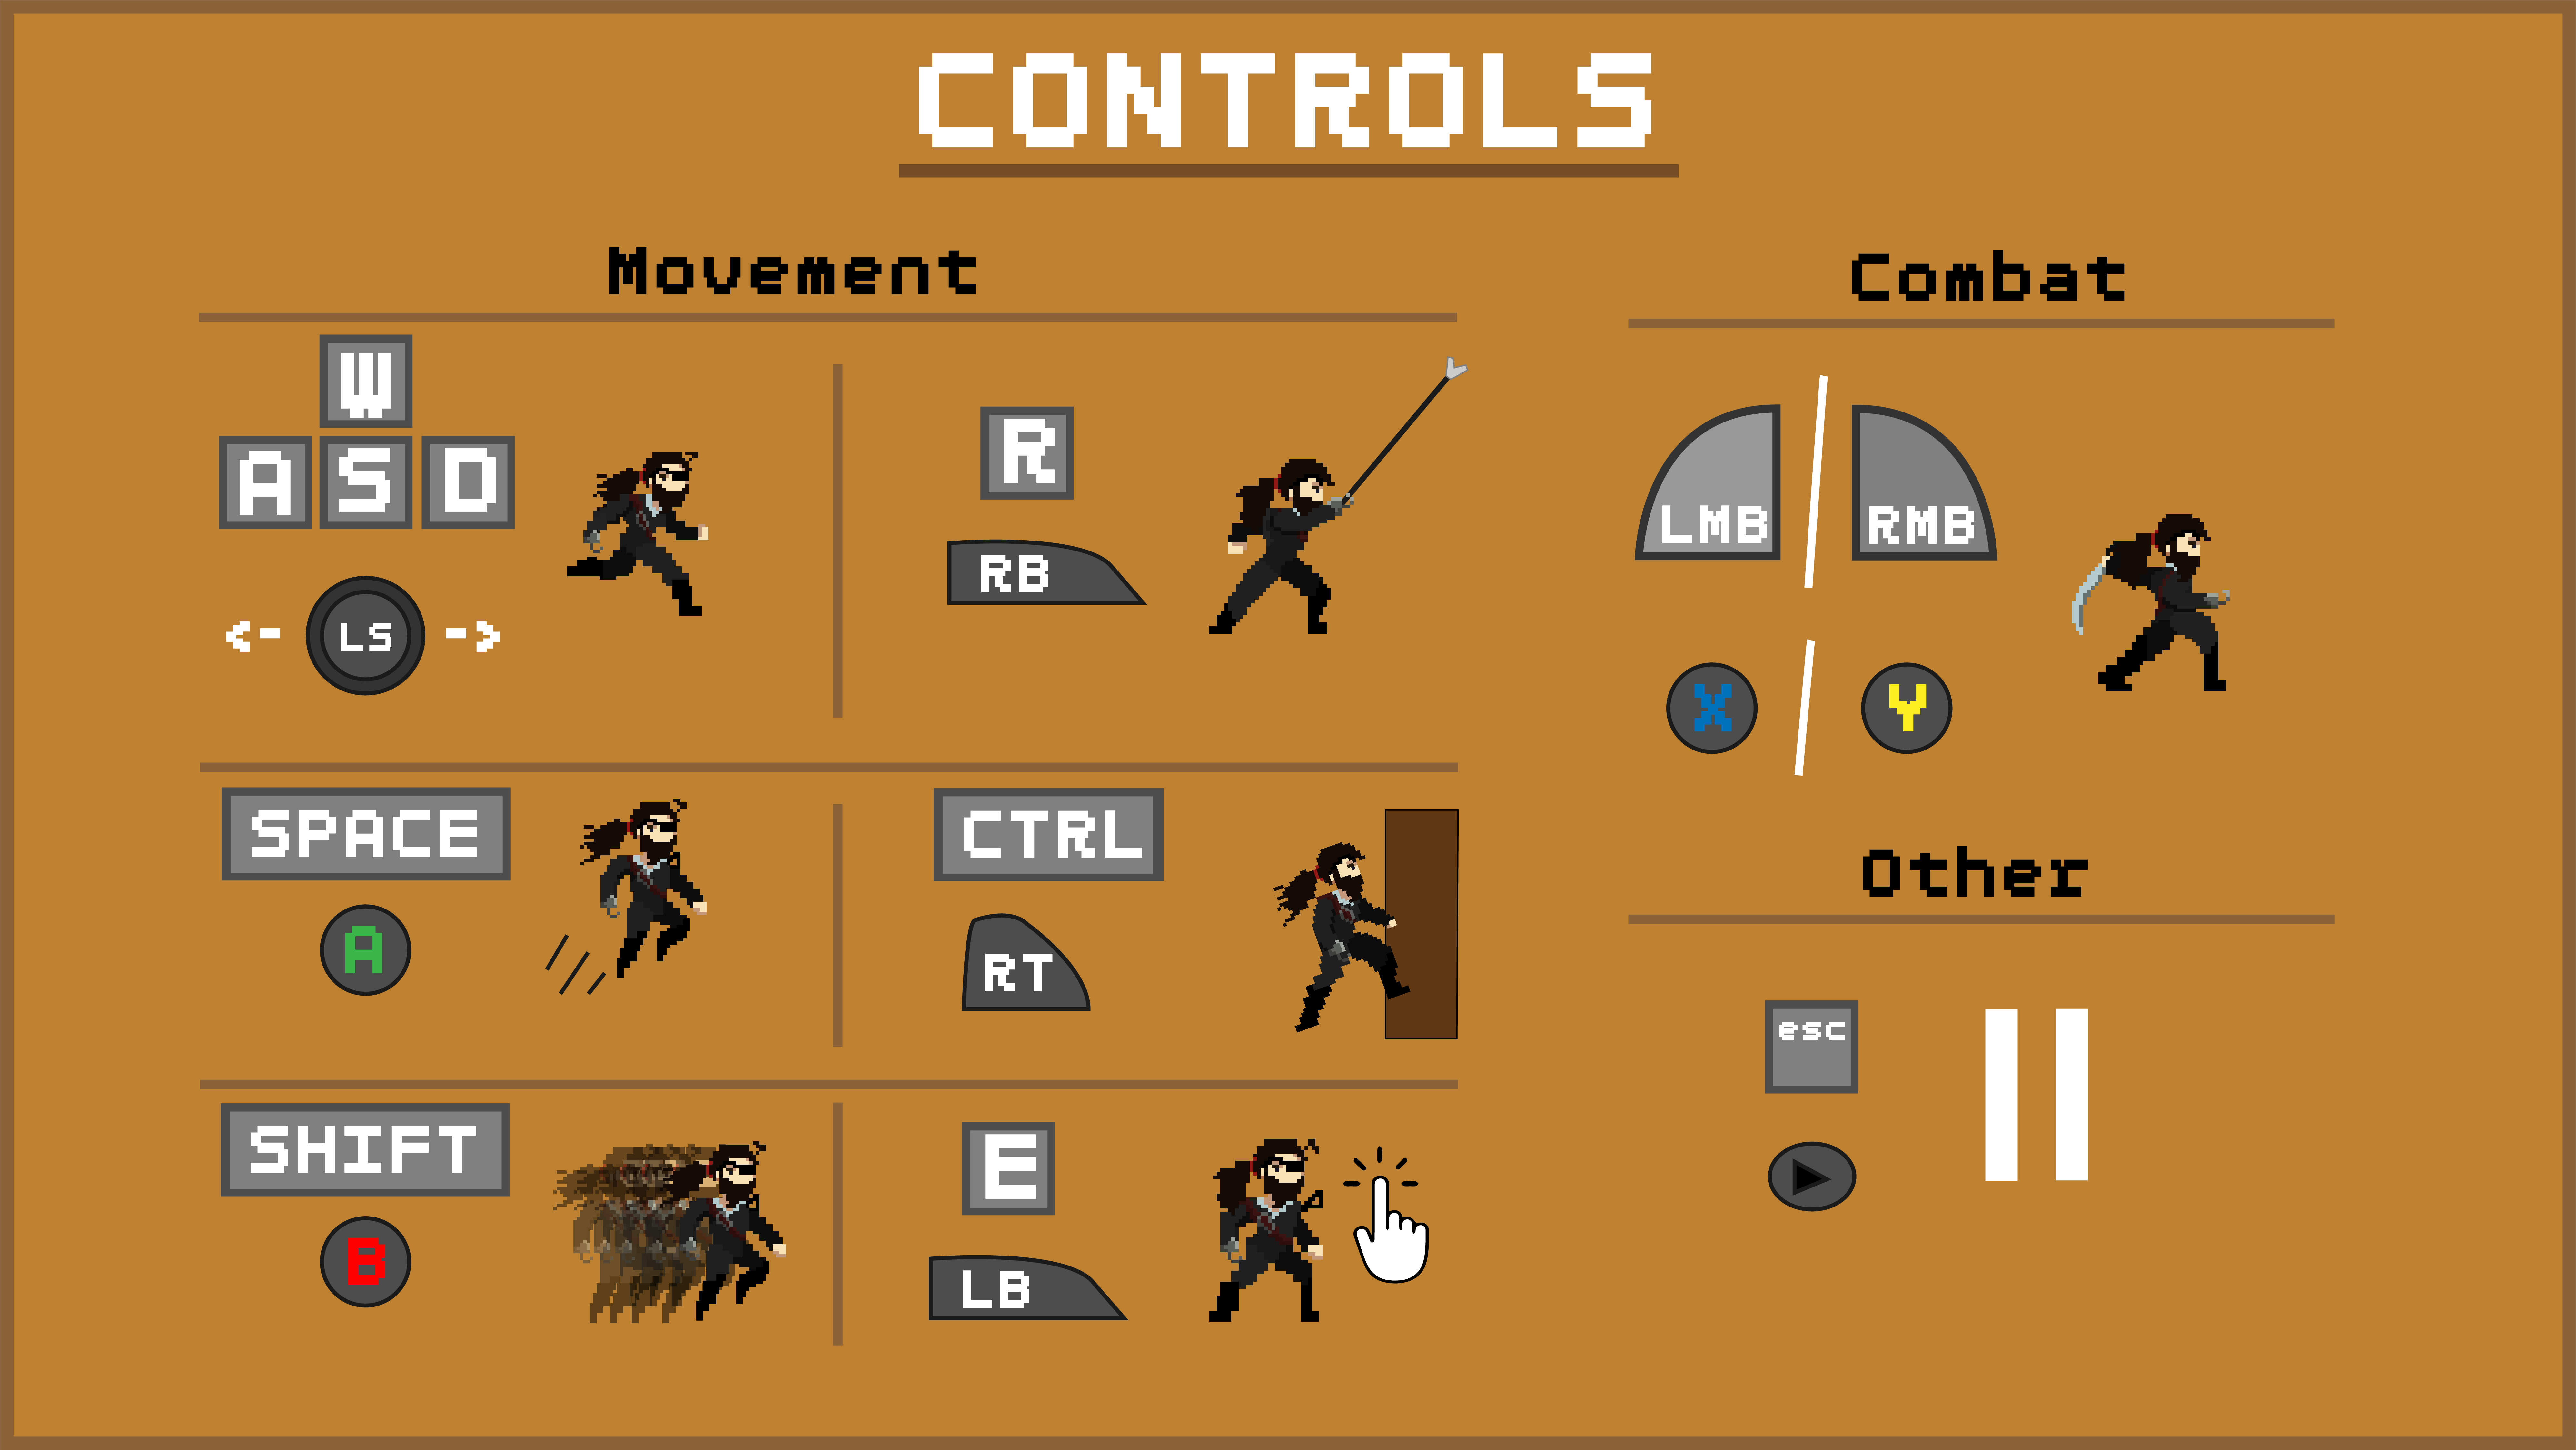 CONTROLS
Movement
W
A S D
<- LS ->
R
RB
SPACE
A
CTRL
RT
SHIFT
B
E
LB
Combat
LMB / RMB
X / Y
Other
esc